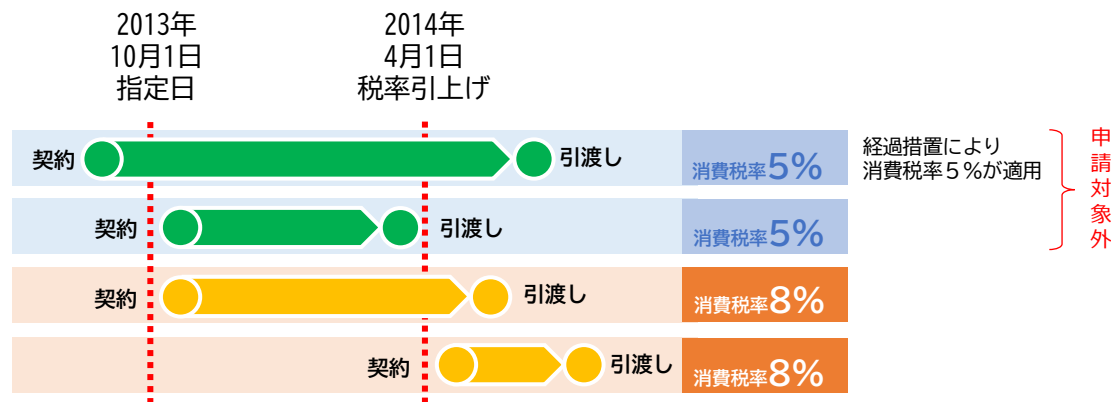 2013年
10月1日
指定日
2014年
4月1日
税率引上げ
契約
引渡し
消費税率5%
経過措置により
消費税率5%が適用
申請対象外
契約
引渡し
消費税率5%
契約
引渡し
消費税率8%
契約
引渡し
消費税率8%